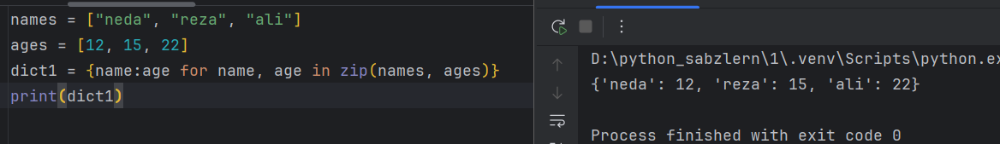 names = ["neda", "reza", "ali"]
ages = [12, 15, 22]
dict1 = {name:age for name, age in zip(names, ages)}
print(dict1)
D:\python_sabzlern\1\.venv\Scripts\python.ex
{'neda': 12, 'reza': 15, 'ali': 22}
Process finished with exit code 0